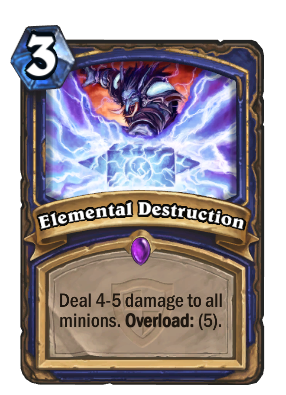 3
Elemental Destruction
Deal 4-5 damage to all
minions. Overload: (5).